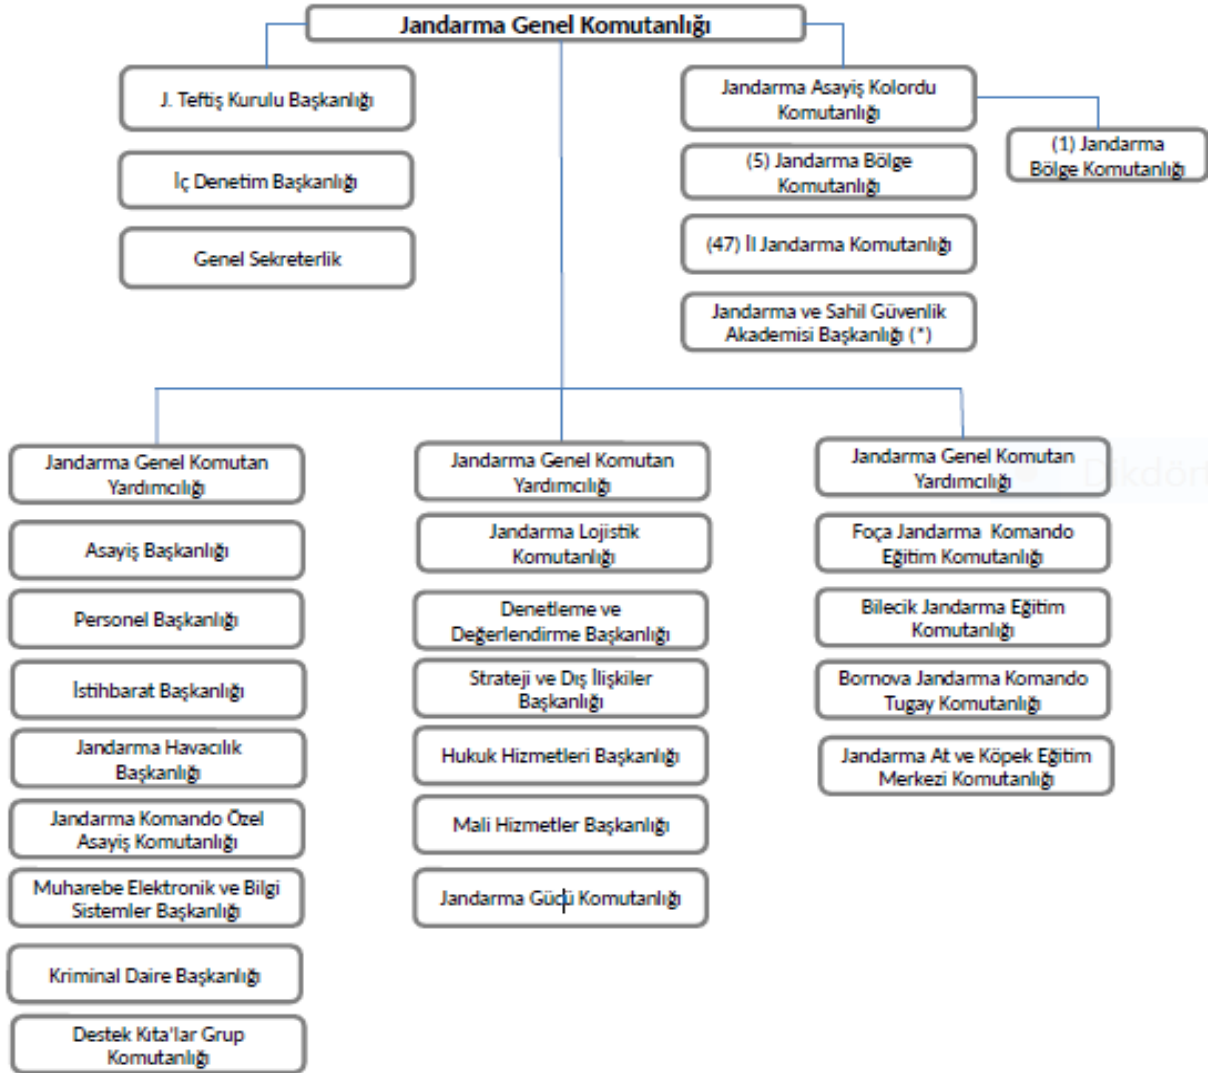 Jandarma Genel Komutanlığı
J. Teftiş Kurulu Başkanlığı
İç Denetim Başkanlığı
Genel Sekreterlik
Jandarma Asayiş Kolordu
Komutanlığı
(1) Jandarma
Bölge Komutanlığı
(5) Jandarma Bölge
Komutanlığı
(47) İl Jandarma Komutanlığı
Jandarma ve Sahil Güvenlik
Akademisi Başkanlığı (*)
Jandarma Genel Komutan
Yardımcılığı
Asayiş Başkanlığı
Personel Başkanlığı
İstihbarat Başkanlığı
Jandarma Havacılık
Başkanlığı
Jandarma Komando Özel
Asayiş Komutanlığı
Muharebe Elektronik ve Bilgi
Sistemler Başkanlığı
Kriminal Daire Başkanlığı
Destek Kıta'lar Grup
Komutanlığı
Jandarma Genel Komutan
Yardımcılığı
Jandarma Lojistik
Komutanlığı
Denetleme ve
Değerlendirme Başkanlığı
Strateji ve Dış İlişkiler
Başkanlığı
Hukuk Hizmetleri Başkanlığı
Mali Hizmetler Başkanlığı
Jandarma Gücü Komutanlığı
Jandarma Genel Komutan
Yardımcılığı
Foça Jandarma Komando
Eğitim Komutanlığı
Bilecik Jandarma Eğitim
Komutanlığı
Bornova Jandarma Komando
Tugay Komutanlığı
Jandarma At ve Köpek Eğitim
Merkezi Komutanlığı
Dikdört